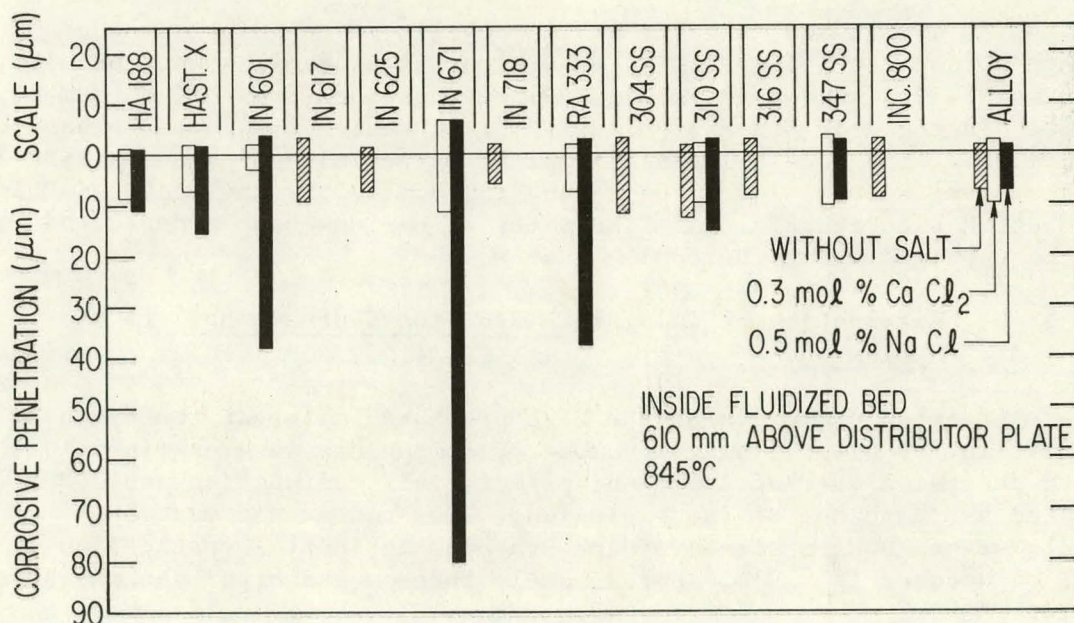 SCALE (μm)
CORROSIVE PENETRATION (μm)
20
10
0
10
20
30
40
50
60
70
80
90
HA 188
HAST. X
IN 601
IN 617
IN 625
IN 671
IN 718
RA 333
304 SS
310 SS
316 SS
347 SS
INC. 800
ALLOY
WITHOUT SALT
0.3 mol % Ca Cl₂
0.5 mol % Na Cl
INSIDE FLUIDIZED BED
610 mm ABOVE DISTRIBUTOR PLATE
845°C